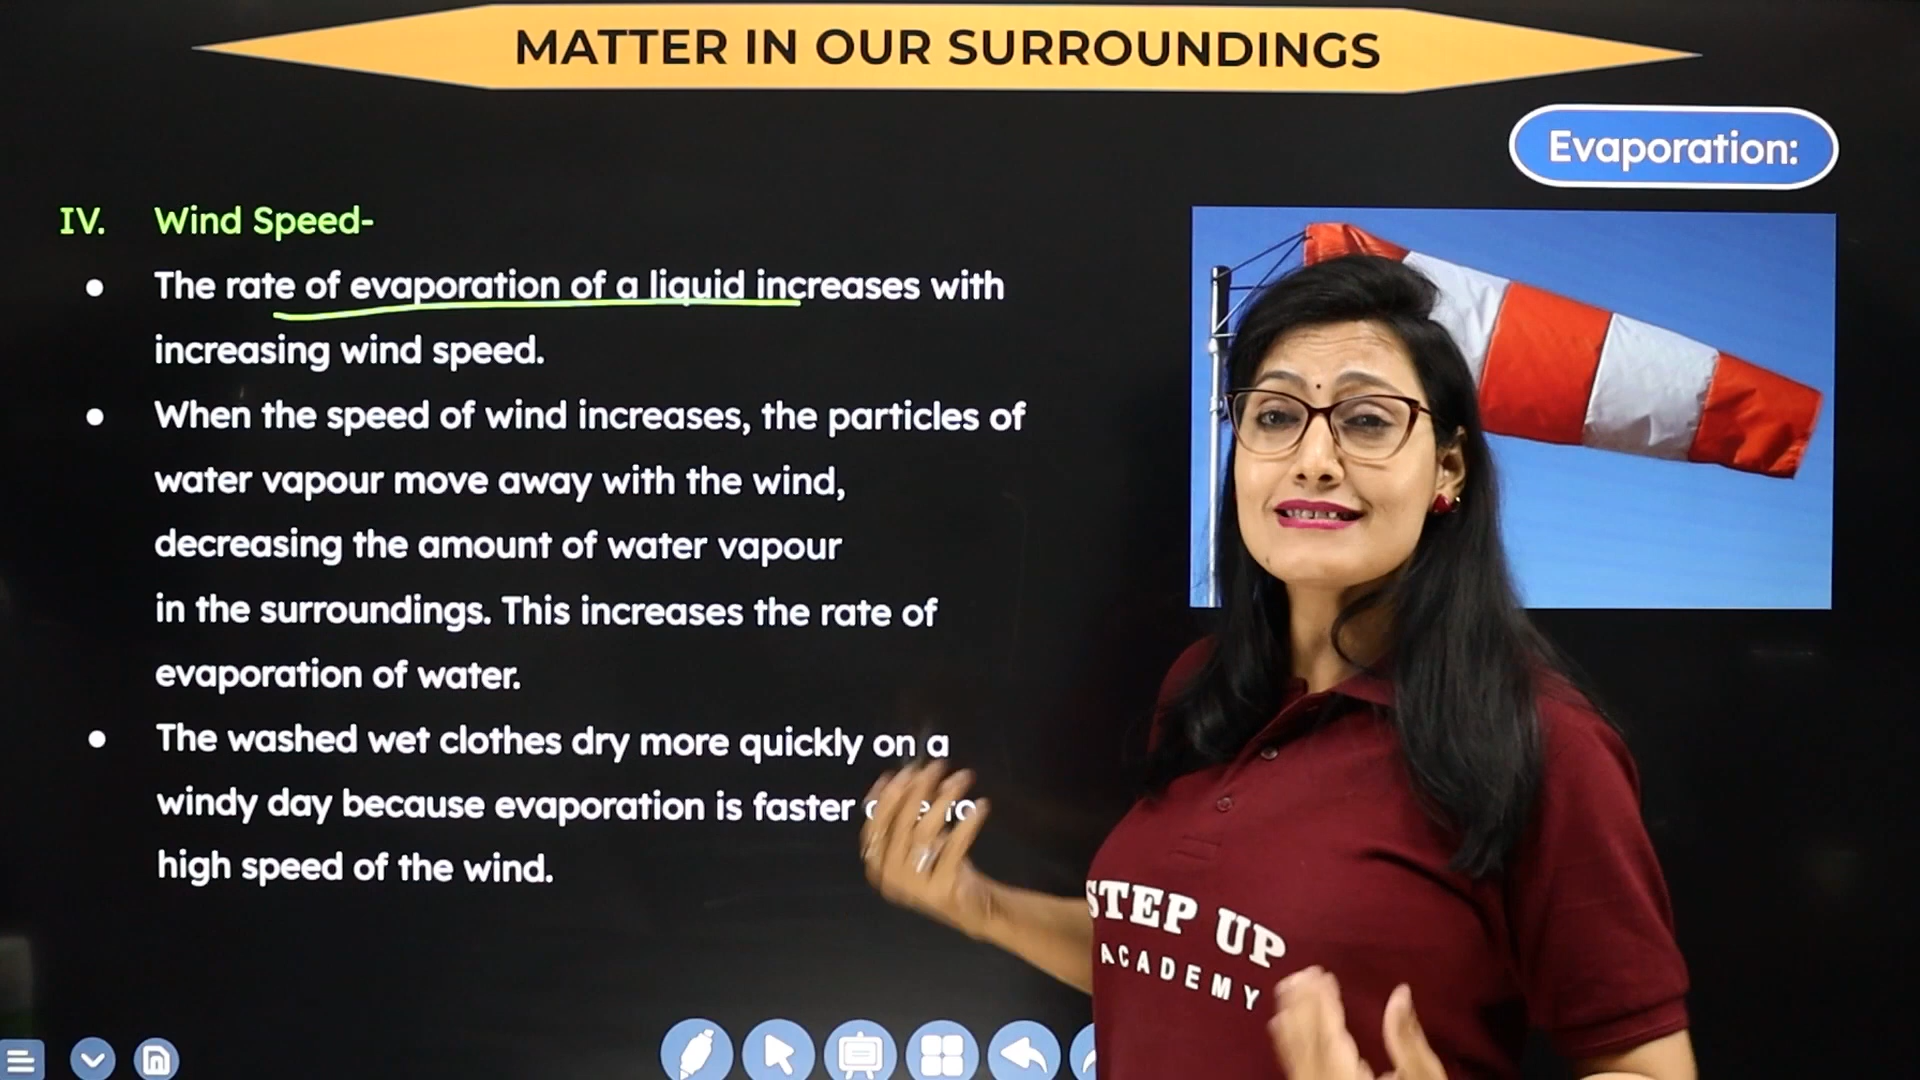 MATTER IN OUR SURROUNDINGS
Evaporation:
IV. Wind Speed-
• The rate of evaporation of a liquid increases with
increasing wind speed.
• When the speed of wind increases, the particles of
water vapour move away with the wind,
decreasing the amount of water vapour
in the surroundings. This increases the rate of
evaporation of water.
• The washed wet clothes dry more quickly on a
windy day because evaporation is faster
high speed of the wind.
STEP UP
ACADEMY